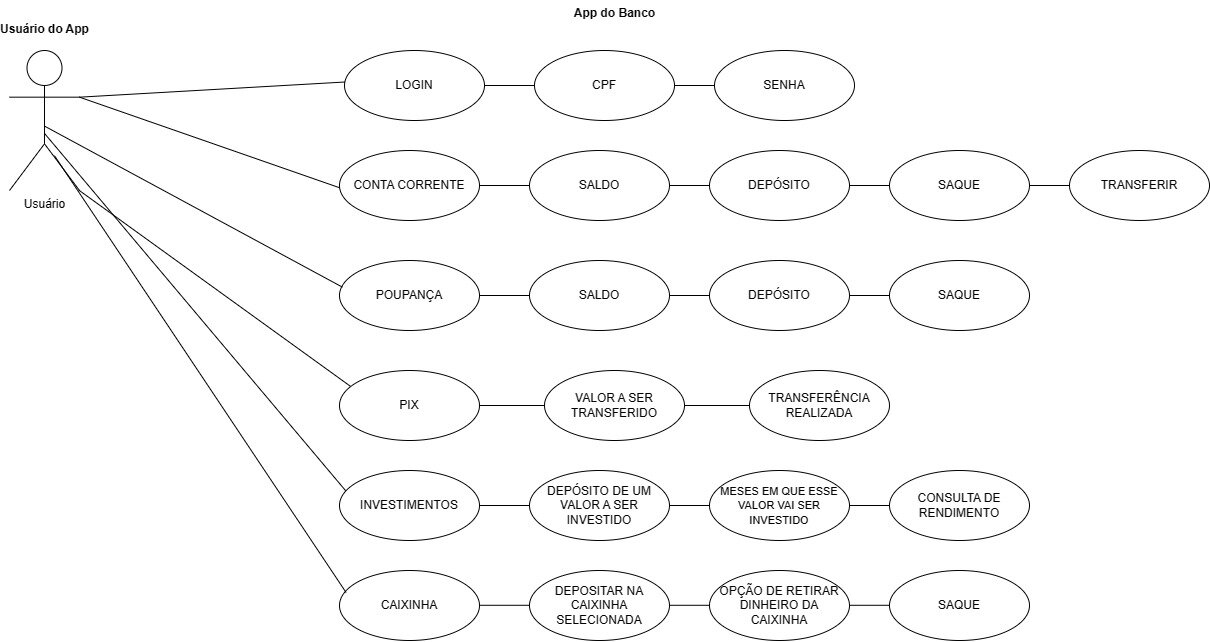 App do Banco
Usuário do App
LOGIN
CPF
SENHA
CONTA CORRENTE
SALDO
DEPÓSITO
SAQUE
TRANSFERIR
Usuário
POUPANÇA
SALDO
DEPÓSITO
SAQUE
PIX
VALOR A SER
TRANSFERIDO
TRANSFERÊNCIA
REALIZADA
INVESTIMENTOS
DEPÓSITO DE UM
VALOR A SER
INVESTIDO
MESES EM QUE ESSE
VALOR VAI SER
INVESTIDO
CONSULTA DE
RENDIMENTO
CAIXINHA
DEPOSITAR NA
CAIXINHA
SELECIONADA
OPÇÃO DE RETIRAR
DINHEIRO DA
CAIXINHA
SAQUE